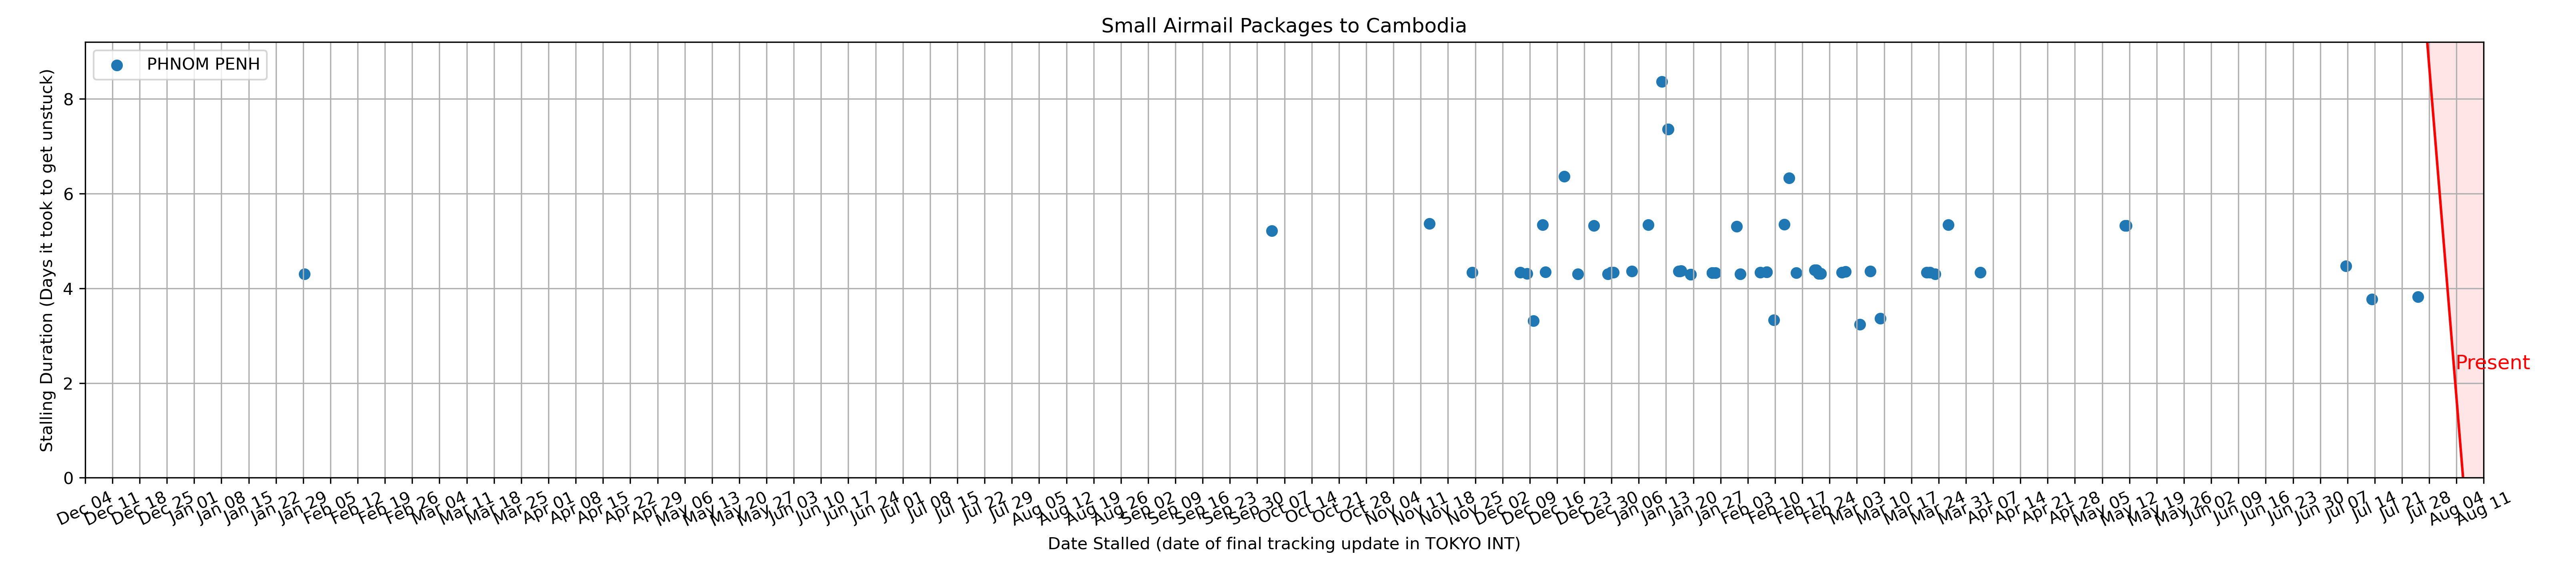 Small Airmail Packages to Cambodia
PHNOM PENH
Stalling Duration (Days it took to get unstuck)
8
6
4
2
0
Present
Dec 04
Dec 11
Dec 18
Dec 25
Jan 01
Jan 08
Jan 15
Jan 22
Jan 29
Feb 05
Feb 12
Feb 19
Feb 26
Mar 04
Mar 11
Mar 18
Mar 25
Apr 01
Apr 08
Apr 15
Apr 22
Apr 29
May 06
May 13
May 20
May 27
Jun 03
Jun 10
Jun 17
Jun 24
Jul 01
Jul 08
Jul 15
Jul 22
Jul 29
Aug 05
Aug 12
Aug 19
Aug 26
Sep 02
Sep 09
Sep 16
Sep 23
Sep 30
Oct 07
Oct 14
Oct 21
Oct 28
Nov 04
Nov 11
Nov 18
Nov 25
Dec 02
Dec 09
Dec 16
Dec 23
Dec 30
Jan 06
Jan 13
Jan 20
Jan 27
Feb 03
Feb 10
Feb 17
Feb 24
Mar 03
Mar 10
Mar 17
Mar 24
Mar 31
Apr 07
Apr 14
Apr 21
Apr 28
May 05
May 12
May 19
May 26
Jun 02
Jun 09
Jun 16
Jun 23
Jun 30
Jul 07
Jul 14
Jul 21
Jul 28
Aug 04
Aug 11
Date Stalled (date of final tracking update in TOKYO INT)